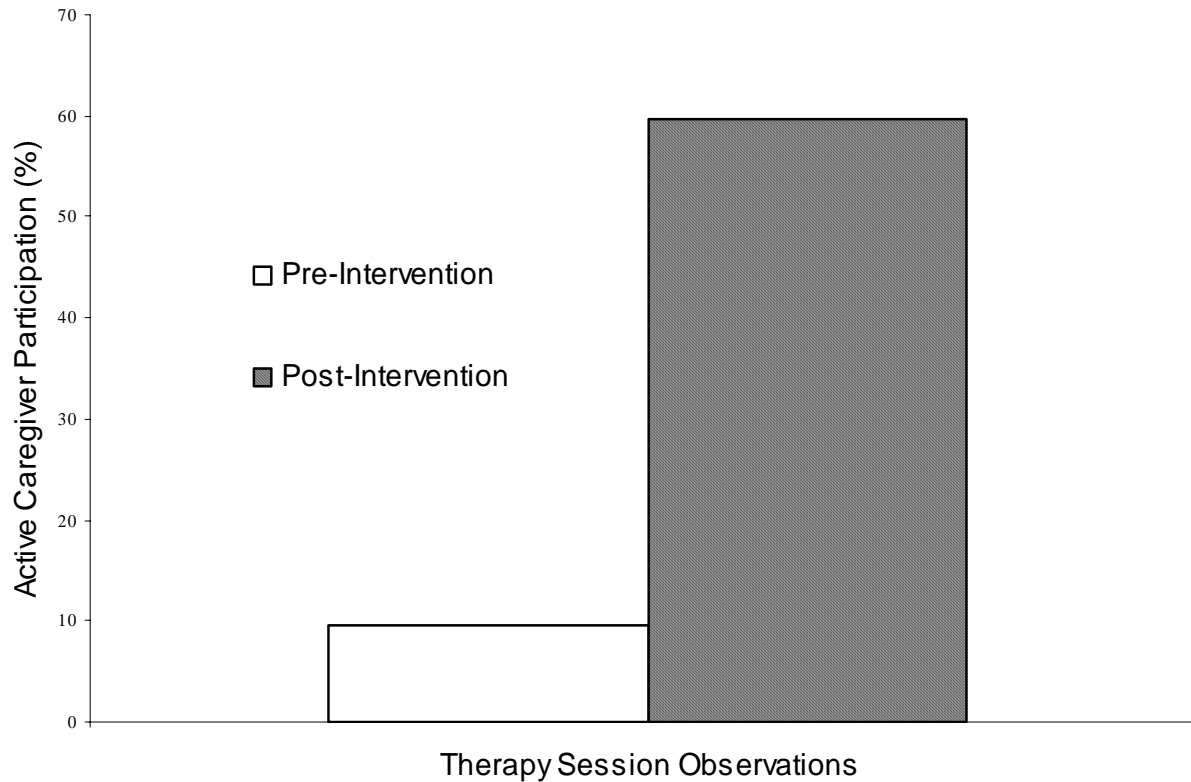 70
60
50
40
30
20
10
0
Active Caregiver Participation (%)
Pre-Intervention
Post-Intervention
Therapy Session Observations